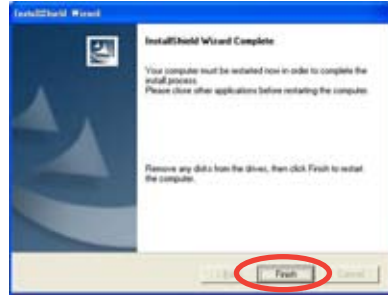 InstallShield Wizard
InstallShield Wizard Complete
Your computer must be restarted now in order to complete the
install process.
Please close other applications before restarting the computer.
Remove any disks from the drives, then click Finish to restart
the computer.
Finish
Cancel